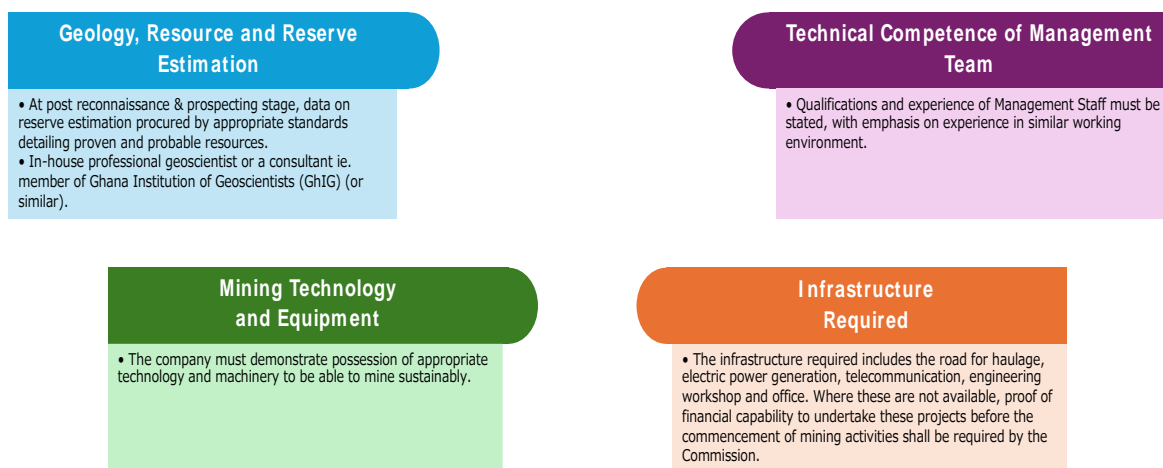 Geology, Resource and Reserve
Estimation
• At post reconnaissance & prospecting stage, data on
reserve estimation procured by appropriate standards
detailing proven and probable resources.
• In-house professional geoscientist or a consultant ie.
member of Ghana Institution of Geoscientists (GhIG) (or
similar).
Technical Competence of Management
Team
• Qualifications and experience of Management Staff must be
stated, with emphasis on experience in similar working
environment.
Mining Technology
and Equipment
• The company must demonstrate possession of appropriate
technology and machinery to be able to mine sustainably.
Infrastructure
Required
• The infrastructure required includes the road for haulage,
electric power generation, telecommunication, engineering
workshop and office. Where these are not available, proof of
financial capability to undertake these projects before the
commencement of mining activities shall be required by the
Commission.